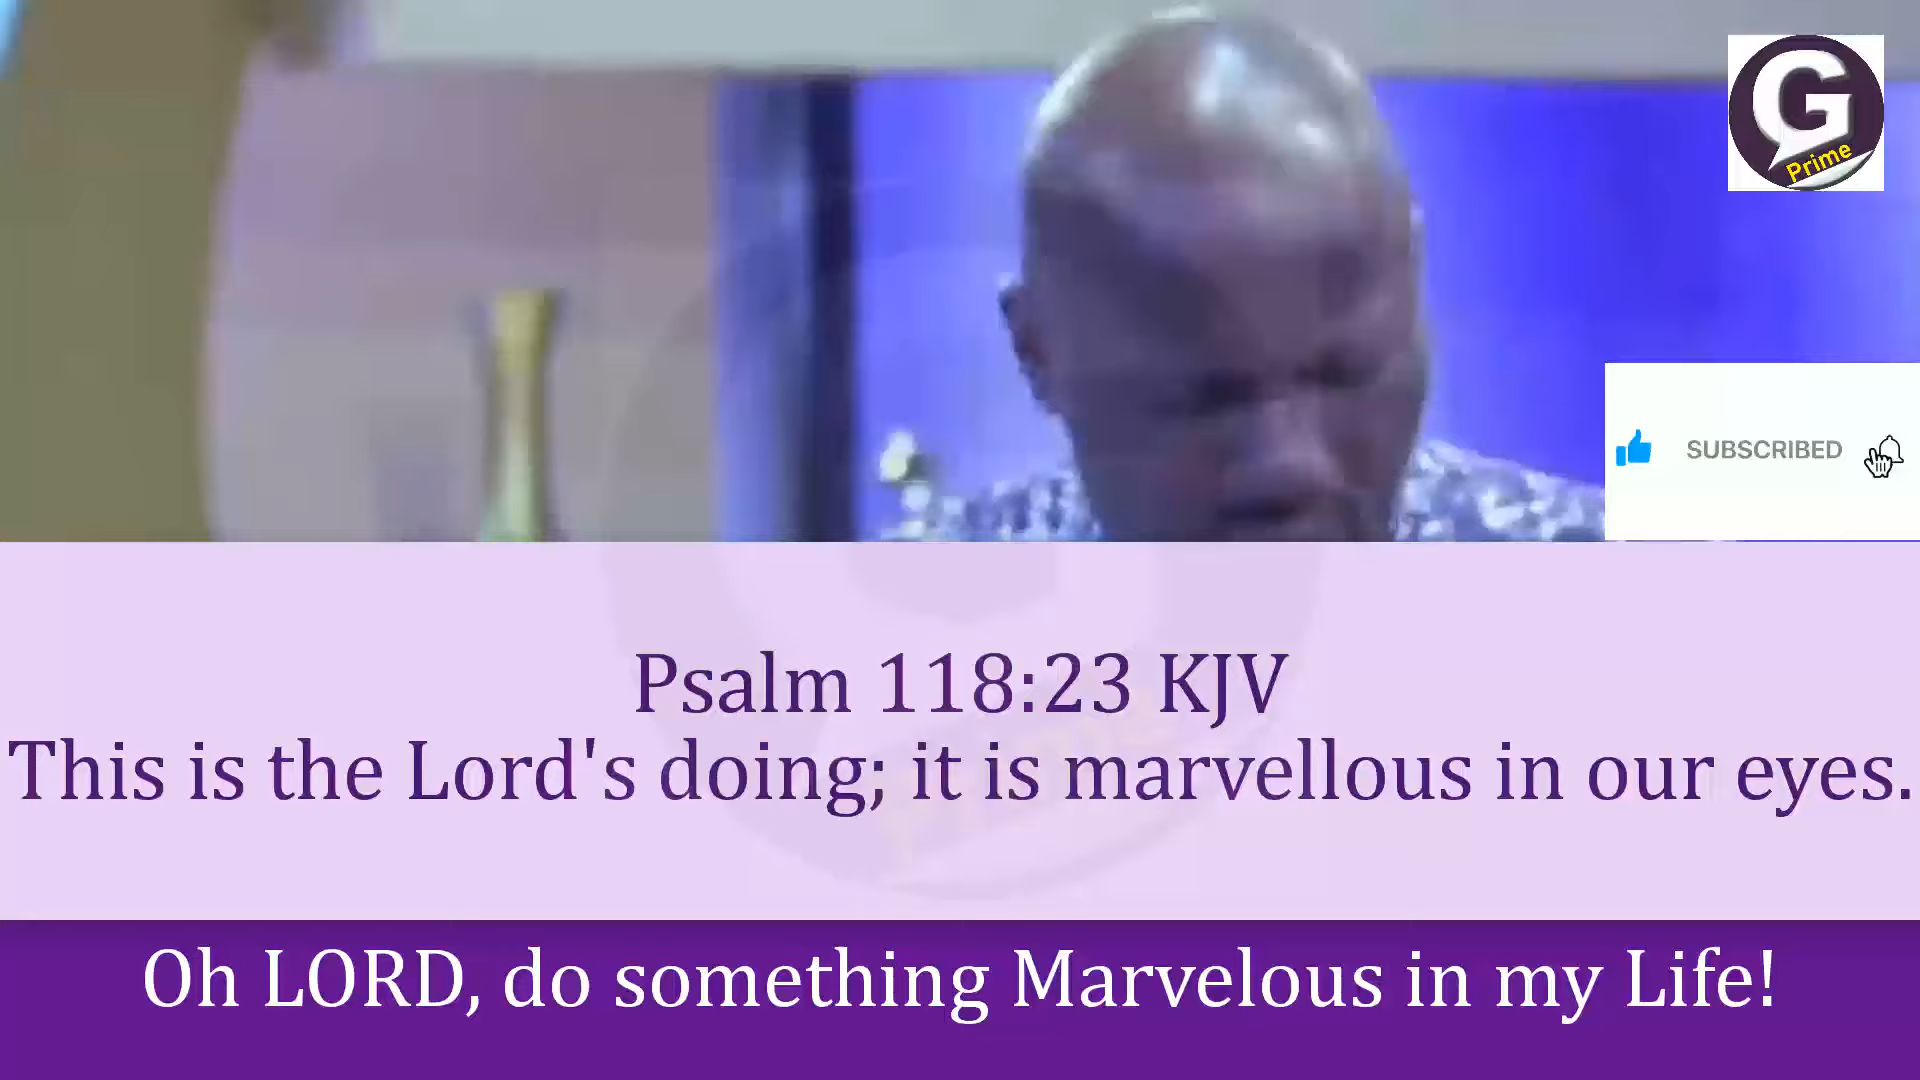 G
Prime
SUBSCRIBED
Psalm 118:23 KJV
This is the Lord's doing; it is marvellous in our eyes.
Oh LORD, do something Marvelous in my Life!